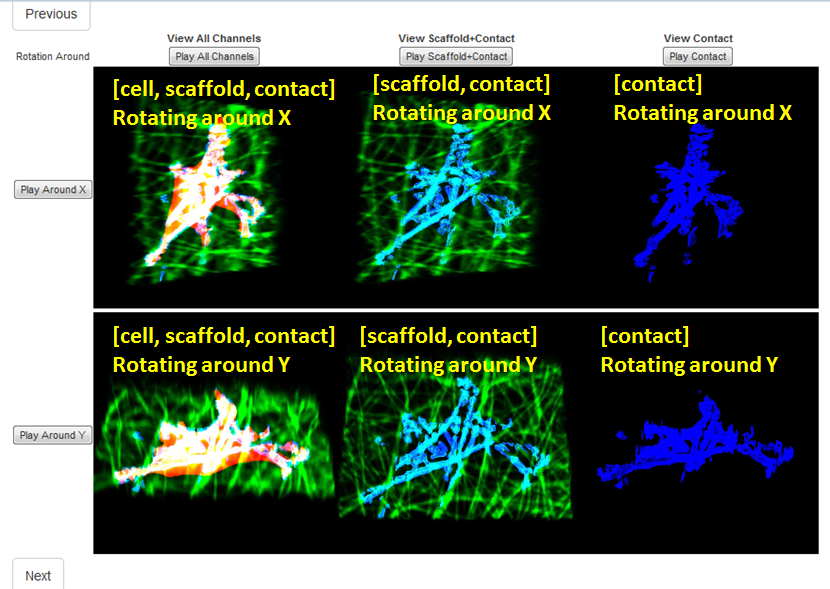 Previous
View All Channels
View Scaffold+Contact
View Contact
Rotation Around
Play All Channels
Play Scaffold+Contact
Play Contact
[cell, scaffold, contact]
Rotating around X
[scaffold, contact]
Rotating around X
[contact]
Rotating around X
Play Around X
[cell, scaffold, contact]
Rotating around Y
[scaffold, contact]
Rotating around Y
[contact]
Rotating around Y
Play Around Y
Next